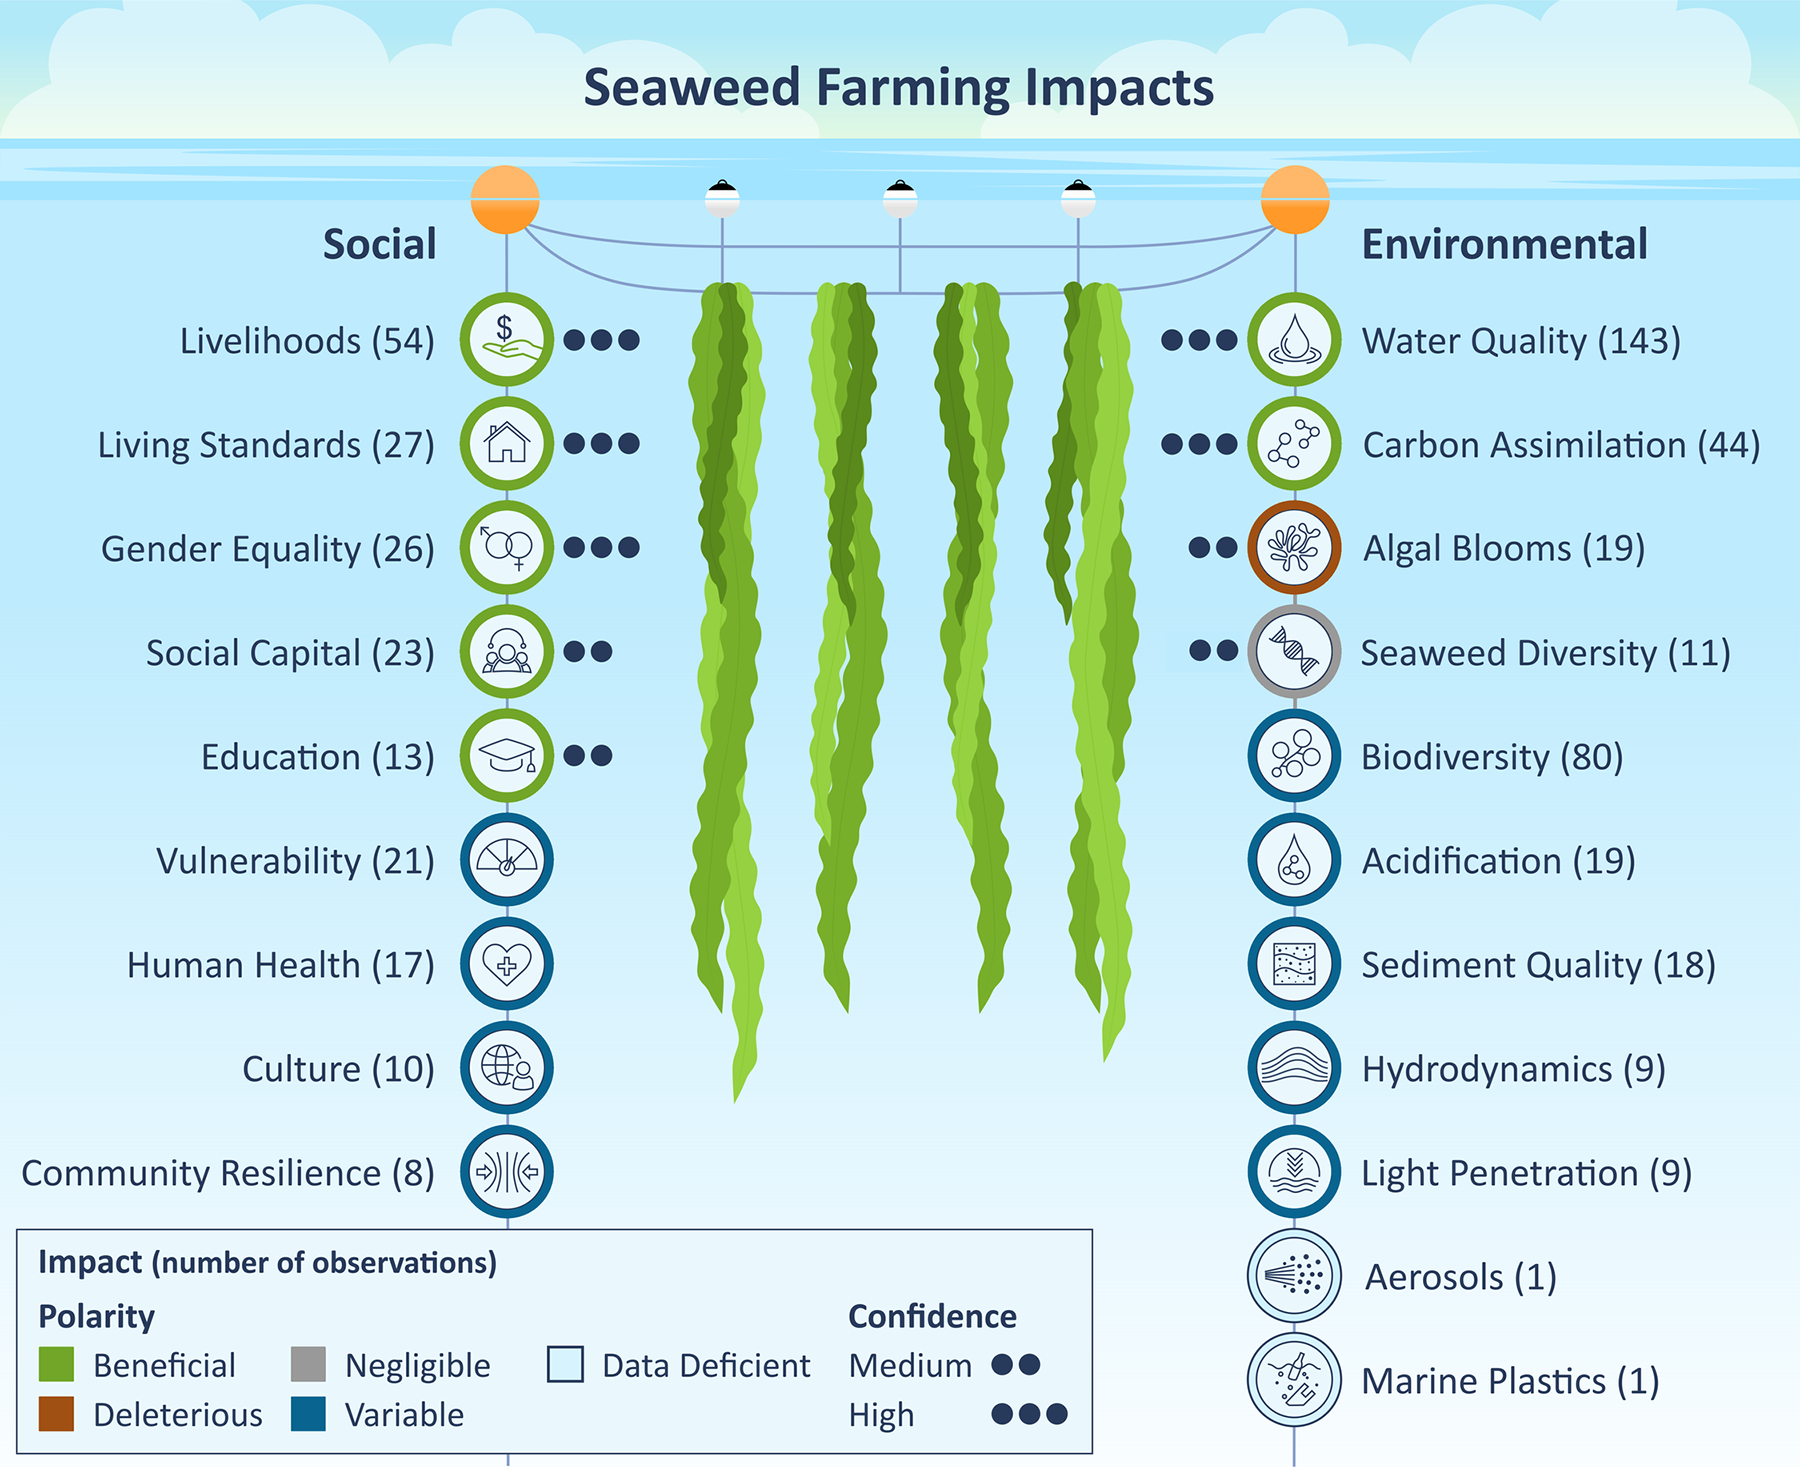 Seaweed Farming Impacts
Social
Livelihoods (54)
$
Living Standards (27)
Gender Equality (26)
Social Capital (23)
Education (13)
Vulnerability (21)
Human Health (17)
Culture (10)
Community Resilience (8)
Environmental
Water Quality (143)
Carbon Assimilation (44)
Algal Blooms (19)
Seaweed Diversity (11)
Biodiversity (80)
Acidification (19)
Sediment Quality (18)
Hydrodynamics (9)
Light Penetration (9)
Aerosols (1)
Marine Plastics (1)
Impact (number of observations)
Polarity
Beneficial
Deleterious
Negligible
Variable
Data Deficient
Confidence
Medium
High